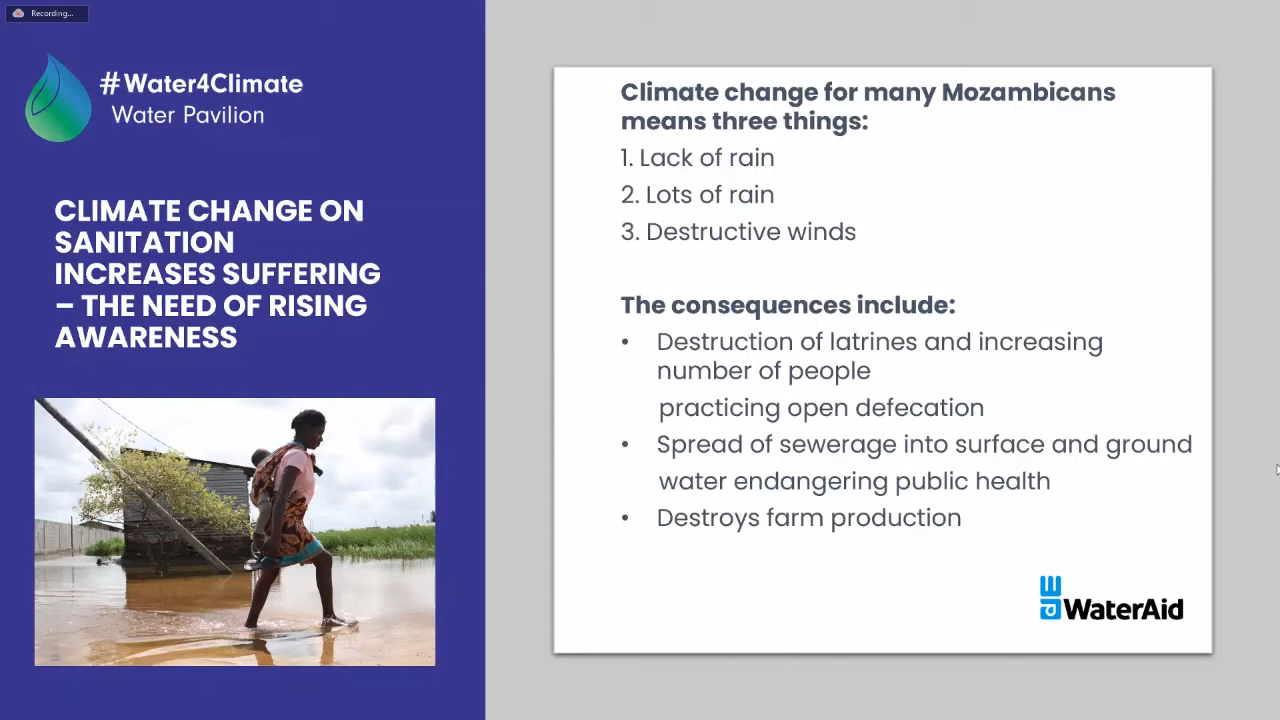 Recording...
#Water4Climate
Water Pavilion
CLIMATE CHANGE ON
SANITATION
INCREASES SUFFERING
– THE NEED OF RISING
AWARENESS
Climate change for many Mozambicans
means three things:
1. Lack of rain
2. Lots of rain
3. Destructive winds
The consequences include:
• Destruction of latrines and increasing
number of people
practicing open defecation
• Spread of sewerage into surface and ground
water endangering public health
• Destroys farm production
WaterAid